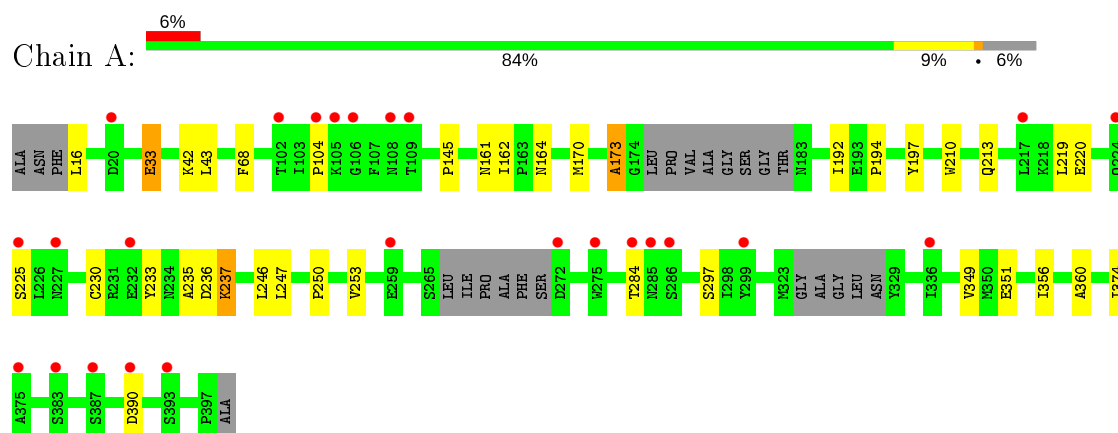 6%
Chain A:
84% 9% • 6%
ALA ASN PHE L16 D20 E33 K42 L43 F68 T102 I103 P104 K105 G106 F107 N108 T109 P145 N161 I162 P163 N164 M170 A173 G174 LEU PRO VAL ALA GLY SER GLY THR N183 I192 E193 P194 Y197 W210 Q213 L217 K218 L219 E220 Q224
S225 L226 N227 C230 R231 E232 Y233 N234 A235 D236 K237 L246 L247 P250 V253 E259 S265 LEU ILE PRO ALA PHE SER D272 W275 T284 N285 S286 S297 I298 Y299 M323 GLY ALA GLY LEU ASN Y329 I336 V349 M350 E351 I356 A360 I374
A375 S383 S387 D390 S393 P397 ALA